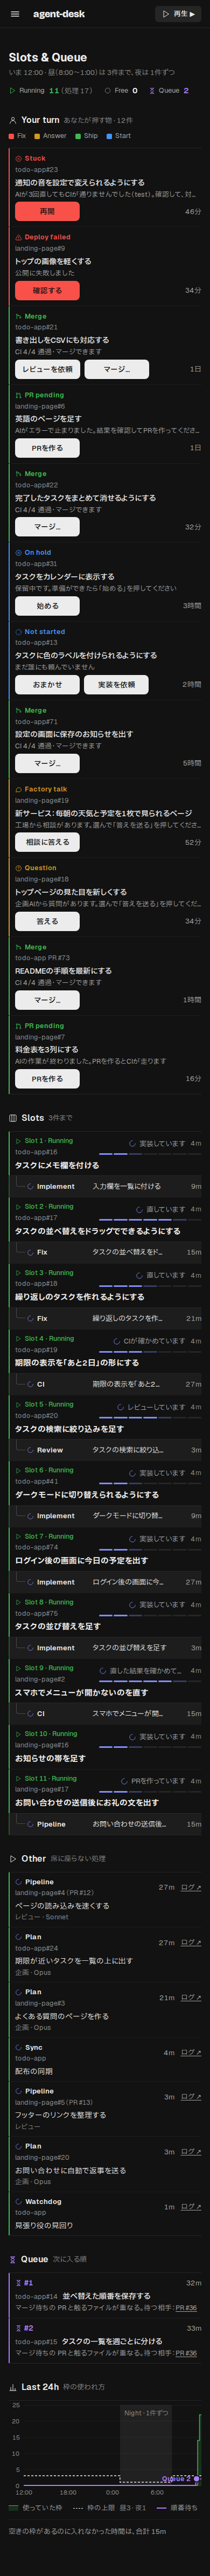 agent-desk
再生 ▶
Slots & Queue
いま 12:00 · 昼(8:00〜1:00)は3件まで、夜は1件ずつ
Running 11 (処理 17)
Free 0
Queue 2
Your turn あなたが押す物 · 12件
Fix
Answer
Ship
Start
Stuck
todo-app#23
通知の音を設定で変えられるようにする
再開
46分
Deploy failed
landing-page#9
トップの画像を軽くする
公開に失敗しました
確認する
34分
Merge
todo-app#21
書き出しをCSVにも対応する
CI 4/4 通過・マージできます
レビューを依頼
マージ…
1日
PR pending
landing-page#6
英語のページを足す
AIがエラーで止まりました。結果を確認してPRを作ってくださ…
PRを作る
1日
Merge
todo-app#22
完了したタスクをまとめて消せるようにする
CI 4/4 通過・マージできます
マージ…
32分
On hold
todo-app#31
タスクをカレンダーに表示する
保留中です。準備ができたら「始める」を押してください
始める
3時間
Not started
todo-app#13
タスクに色のラベルを付けられるようにする
まだ誰にも頼んでいません
おまかせ
実装を依頼
2時間
Merge
todo-app#71
設定の画面に保存のお知らせを出す
CI 4/4 通過・マージできます
マージ…
5時間
Factory talk
landing-page#19
新サービス:毎朝の天気と予定を1枚で見られるページ
工場から相談があります。選んで「答えを送る」を押してくださ…
相談に答える
52分
Question
landing-page#18
トップページの見た目を新しくする
企画AIから質問があります。選んで「答えを送る」を押してくだ…
答える
34分
Merge
todo-app PR #73
READMEの手順を最新にする
CI 4/4 通過・マージできます
マージ…
1時間
PR pending
landing-page#7
料金表を3列にする
AIの作業が終わりました。PRを作るとCIが走ります
PRを作る
16分
Slots 3件まで
Slot 1 · Running
todo-app#16
実装しています 4m
タスクにメモ欄を付ける
Implement 入力欄を一覧に付ける 9m
Slot 2 · Running
todo-app#17
直しています 4m
タスクの並べ替えをドラッグでできるようにする
Fix タスクの並べ替えをド… 15m
Slot 3 · Running
todo-app#18
直しています 4m
繰り返しのタスクを作れるようにする
Fix 繰り返しのタスクを作… 21m
Slot 4 · Running
todo-app#19
CIが確かめています 4m
期限の表示を「あと2日」の形にする
CI 期限の表示を「あと2… 27m
Slot 5 · Running
todo-app#20
レビューしています 4m
タスクの検索に絞り込みを足す
Review タスクの検索に絞り込… 3m
Slot 6 · Running
todo-app#41
実装しています 4m
ダークモードに切り替えられるようにする
Implement ダークモードに切り替… 9m
Slot 7 · Running
todo-app#74
実装しています 4m
ログイン後の画面に今日の予定を出す
Implement ログイン後の画面に今… 27m
Slot 8 · Running
todo-app#75
実装しています 4m
タスクの並び替えを足す
Implement タスクの並び替えを足す 3m
Slot 9 · Running
landing-page#2
直した結果を確かめて… 4m
スマホでメニューが開かないのを直す
CI スマホでメニューが開… 15m
Slot 10 · Running
landing-page#16
実装しています 4m
お知らせの帯を足す
Slot 11 · Running
landing-page#17
PRを作っています 4m
お問い合わせの送信後にお礼の文を出す
Pipeline お問い合わせの送信後… 15m
Other 席に座らない処理
Pipeline
landing-page#4 (PR #12)
ページの読み込みを速くする
レビュー · Sonnet
27m ログ ↗
Plan
todo-app#24
期限が近いタスクを一覧の上に出す
企画 · Opus
27m ログ ↗
Plan
landing-page#3
よくある質問のページを作る
企画 · Opus
21m ログ ↗
Sync
todo-app
配布の同期
4m ログ ↗
Pipeline
landing-page#5 (PR #13)
フッターのリンクを整理する
レビュー
3m ログ ↗
Plan
landing-page#20
お問い合わせに自動で返事を送る
企画 · Opus
3m ログ ↗
Watchdog
todo-app
見張り役の見回り
1m ログ ↗
Queue 次に入る順
#1 32m
todo-app#14 並べ替えた順番を保存する
マージ待ちの PR と触るファイルが重なる。待つ相手: PR #36
#2 33m
todo-app#15 タスクの一覧を週ごとに分ける
マージ待ちの PR と触るファイルが重なる。待つ相手: PR #36
Last 24h 枠の使われ方
Night · 1件ずつ
25
20
15
10
5
0
Queue 2
12:00
18:00
0:00
6:00
使っていた枠
枠の上限 昼3 · 夜1
順番待ち
空きの枠があるのに入れなかった時間は、合計 15m